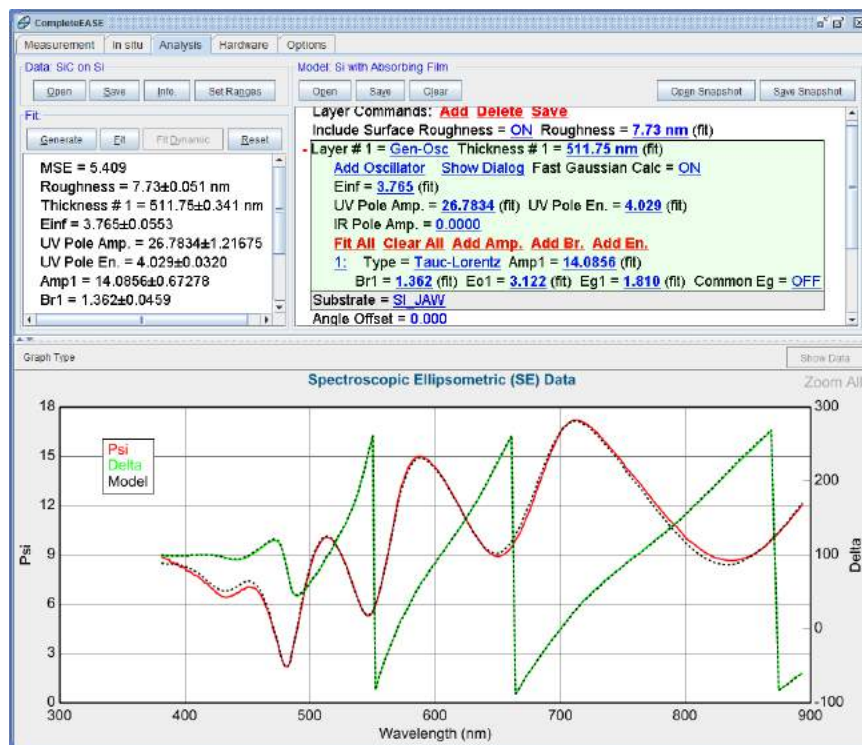 CompleteEASE
Measurement In situ Analysis Hardware Options
Data: SiC on Si
Open Save Info. Set Ranges
Fit:
Generate Fit Fit Dynamic Reset
MSE = 5.409
Roughness = 7.73±0.051 nm
Thickness # 1 = 511.75±0.341 nm
Einf = 3.765±0.0553
UV Pole Amp. = 26.7834±1.21675
UV Pole En. = 4.029±0.0320
Amp1 = 14.0856±0.67278
Br1 = 1.362±0.0459
Model: Si with Absorbing Film
Open Save Clear Open Snapshot Save Snapshot
Layer Commands: Add Delete Save
Include Surface Roughness = ON Roughness = 7.73 nm (fit)
- Layer # 1 = Gen-Osc Thickness # 1 = 511.75 nm (fit)
Add Oscillator Show Dialog Fast Gaussian Calc = ON
Einf = 3.765 (fit)
UV Pole Amp. = 26.7834 (fit) UV Pole En. = 4.029 (fit)
IR Pole Amp. = 0.0000
Fit All Clear All Add Amp. Add Br. Add En.
1: Type = Tauc-Lorentz Amp1 = 14.0856 (fit)
Br1 = 1.362 (fit) Eo1 = 3.122 (fit) Eg1 = 1.810 (fit) Common Eg = OFF
Substrate = SI_JAW
Angle Offset = 0.000
Graph Type Show Data
Spectroscopic Ellipsometric (SE) Data
Zoom All
Psi
Delta
Model
18
15
12
9
6
3
0
Psi
300
200
100
0
-100
Delta
300 400 500 600 700 800 900
Wavelength (nm)